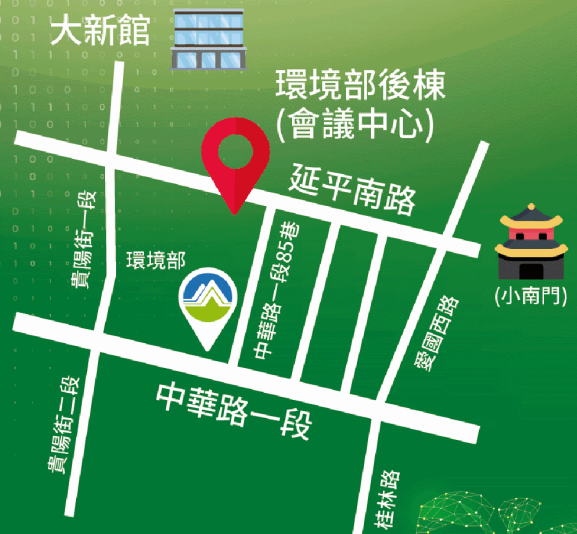 大新館
環境部後棟
(會議中心)
延平南路
貴陽街一段
環境部
中華路一段85巷
(小南門)
愛國西路
中華路一段
貴陽街二段
桂林路